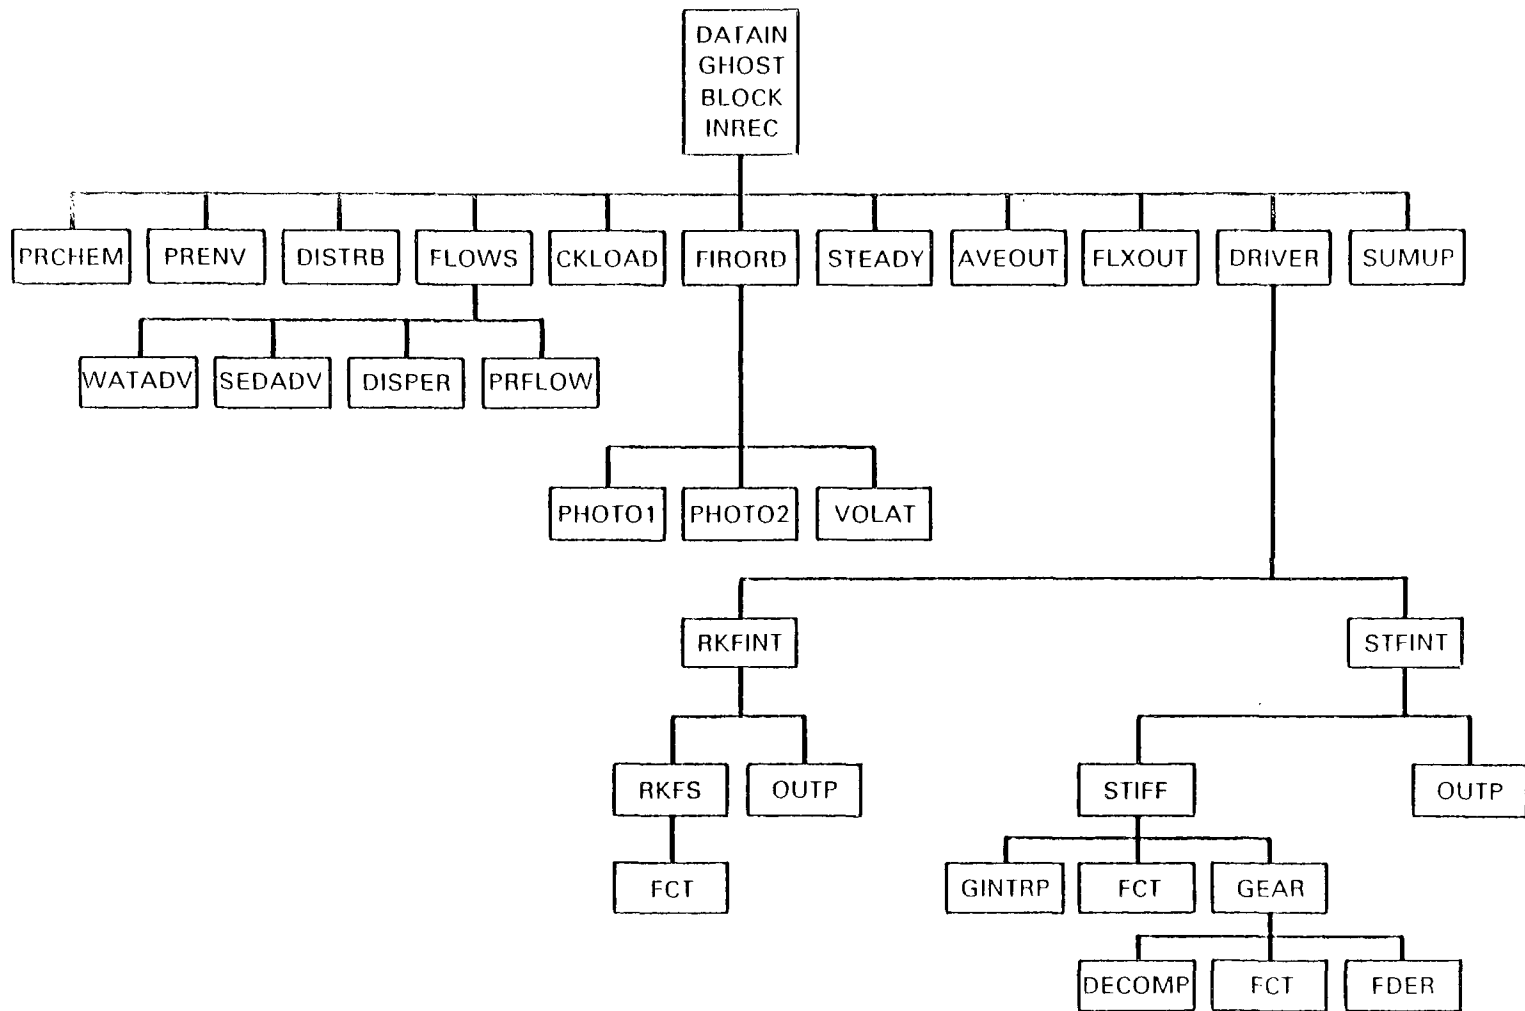 DATAIN
GHOST
BLOCK
INREC
PRCHEM
PRENV
DISTRB
FLOWS
CKLOAD
FIRORD
STEADY
AVEOUT
FLXOUT
DRIVER
SUMUP
WATADV
SEDADV
DISPER
PRFLOW
PHOTO1
PHOTO2
VOLAT
RKFINT
STFINT
RKFS
OUTP
STIFF
OUTP
FCT
GINTRP
FCT
GEAR
DECOMP
FCT
FDER